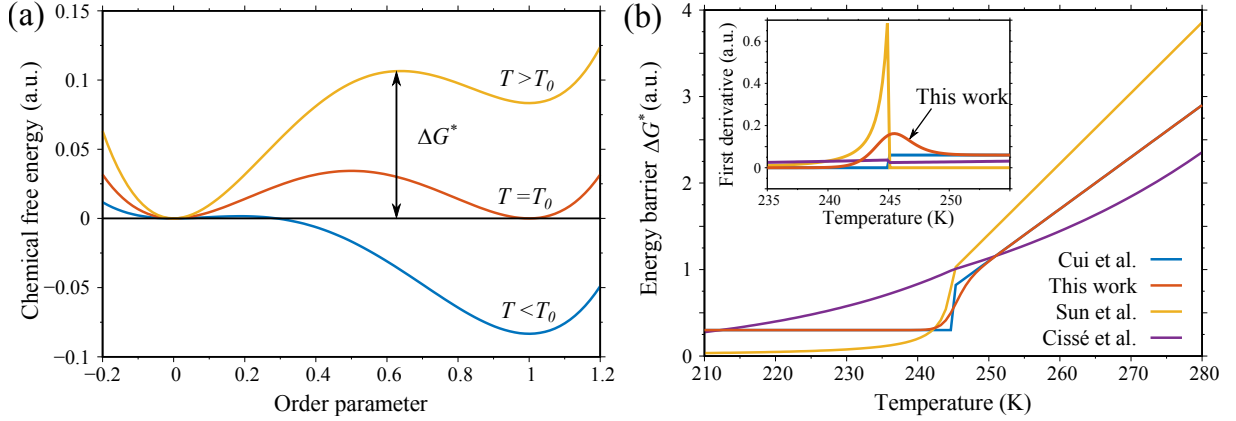 (a)
Chemical free energy (a.u.)
0.1
0.05
0
−0.05
−0.1
−0.2
0
0.2
0.4
0.6
0.8
1
1.2
Order parameter
T > T0
ΔG*
T = T0
T < T0
(b)
Energy barrier ΔG* (a.u.)
4
3
2
1
0
210
220
230
240
250
260
270
280
Temperature (K)
First derivative (a.u.)
0.6
0.4
0.2
0
235
240
245
250
Temperature (K)
This work
Cui et al.
This work
Sun et al.
Cissé et al.